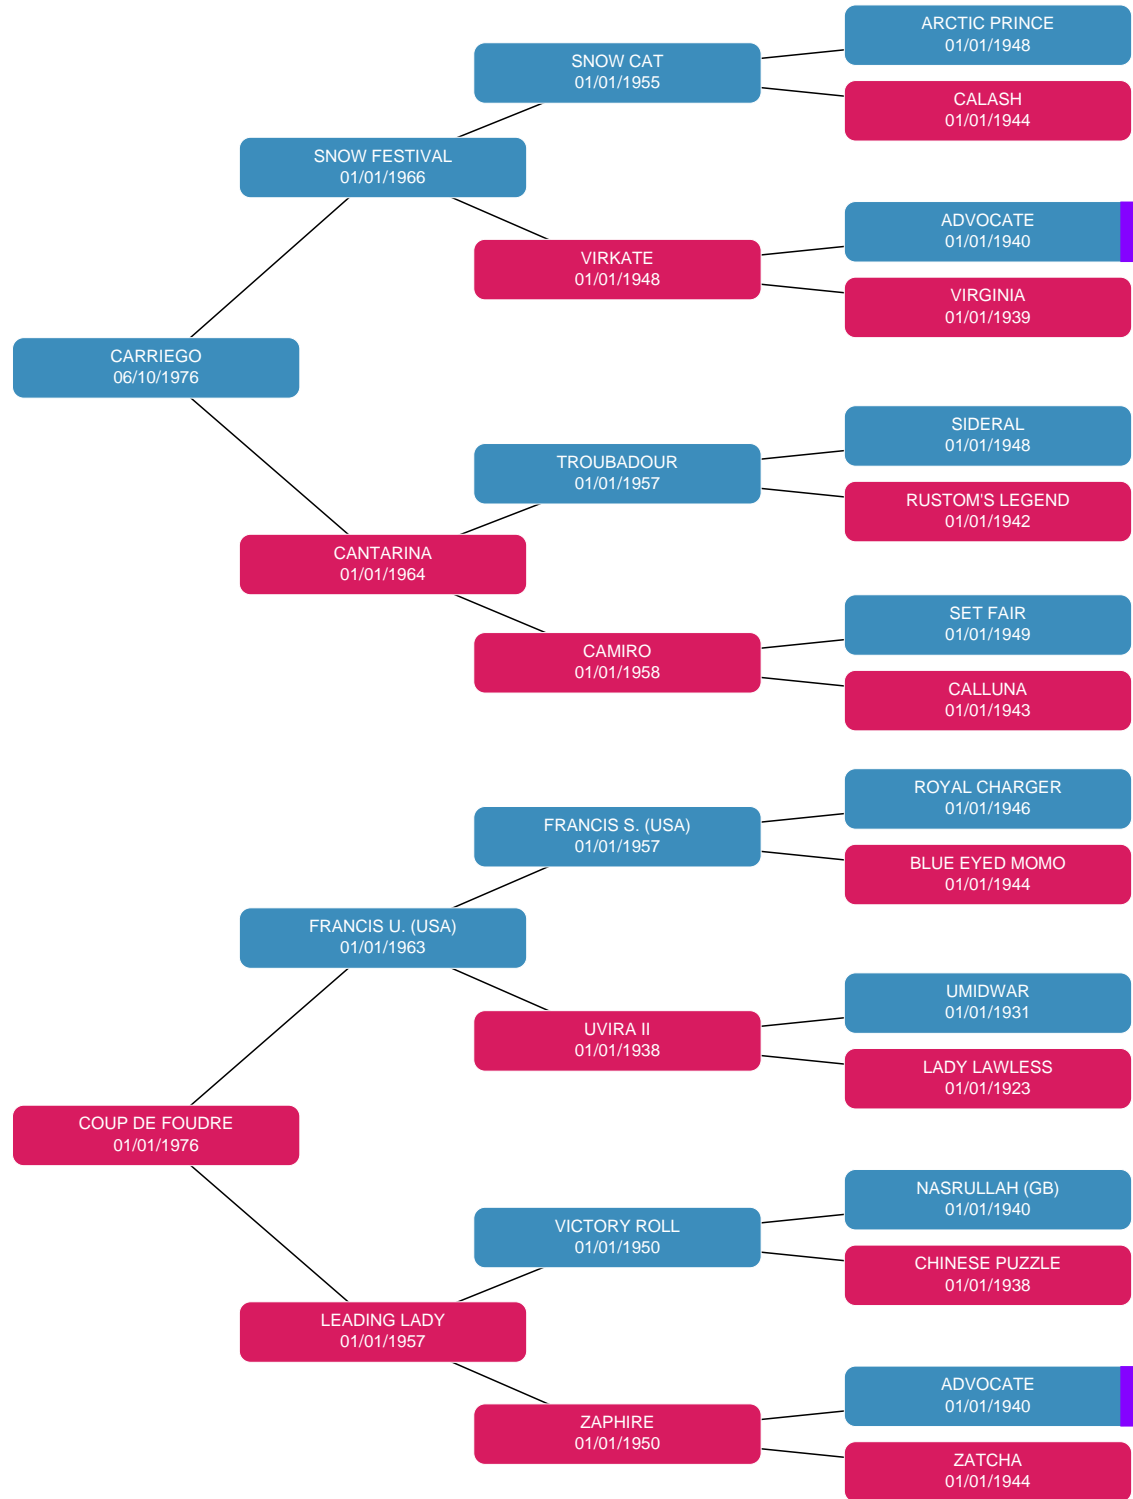 ARCTIC PRINCE
01/01/1948
SNOW CAT
01/01/1955
CALASH
01/01/1944
SNOW FESTIVAL
01/01/1966
ADVOCATE
01/01/1940
VIRKATE
01/01/1948
VIRGINIA
01/01/1939
CARRIEGO
06/10/1976
SIDERAL
01/01/1948
TROUBADOUR
01/01/1957
RUSTOM'S LEGEND
01/01/1942
CANTARINA
01/01/1964
SET FAIR
01/01/1949
CAMIRO
01/01/1958
CALLUNA
01/01/1943
ROYAL CHARGER
01/01/1946
FRANCIS S. (USA)
01/01/1957
BLUE EYED MOMO
01/01/1944
FRANCIS U. (USA)
01/01/1963
UMIDWAR
01/01/1931
UVIRA II
01/01/1938
LADY LAWLESS
01/01/1923
COUP DE FOUDRE
01/01/1976
NASRULLAH (GB)
01/01/1940
VICTORY ROLL
01/01/1950
CHINESE PUZZLE
01/01/1938
LEADING LADY
01/01/1957
ADVOCATE
01/01/1940
ZAPHIRE
01/01/1950
ZATCHA
01/01/1944